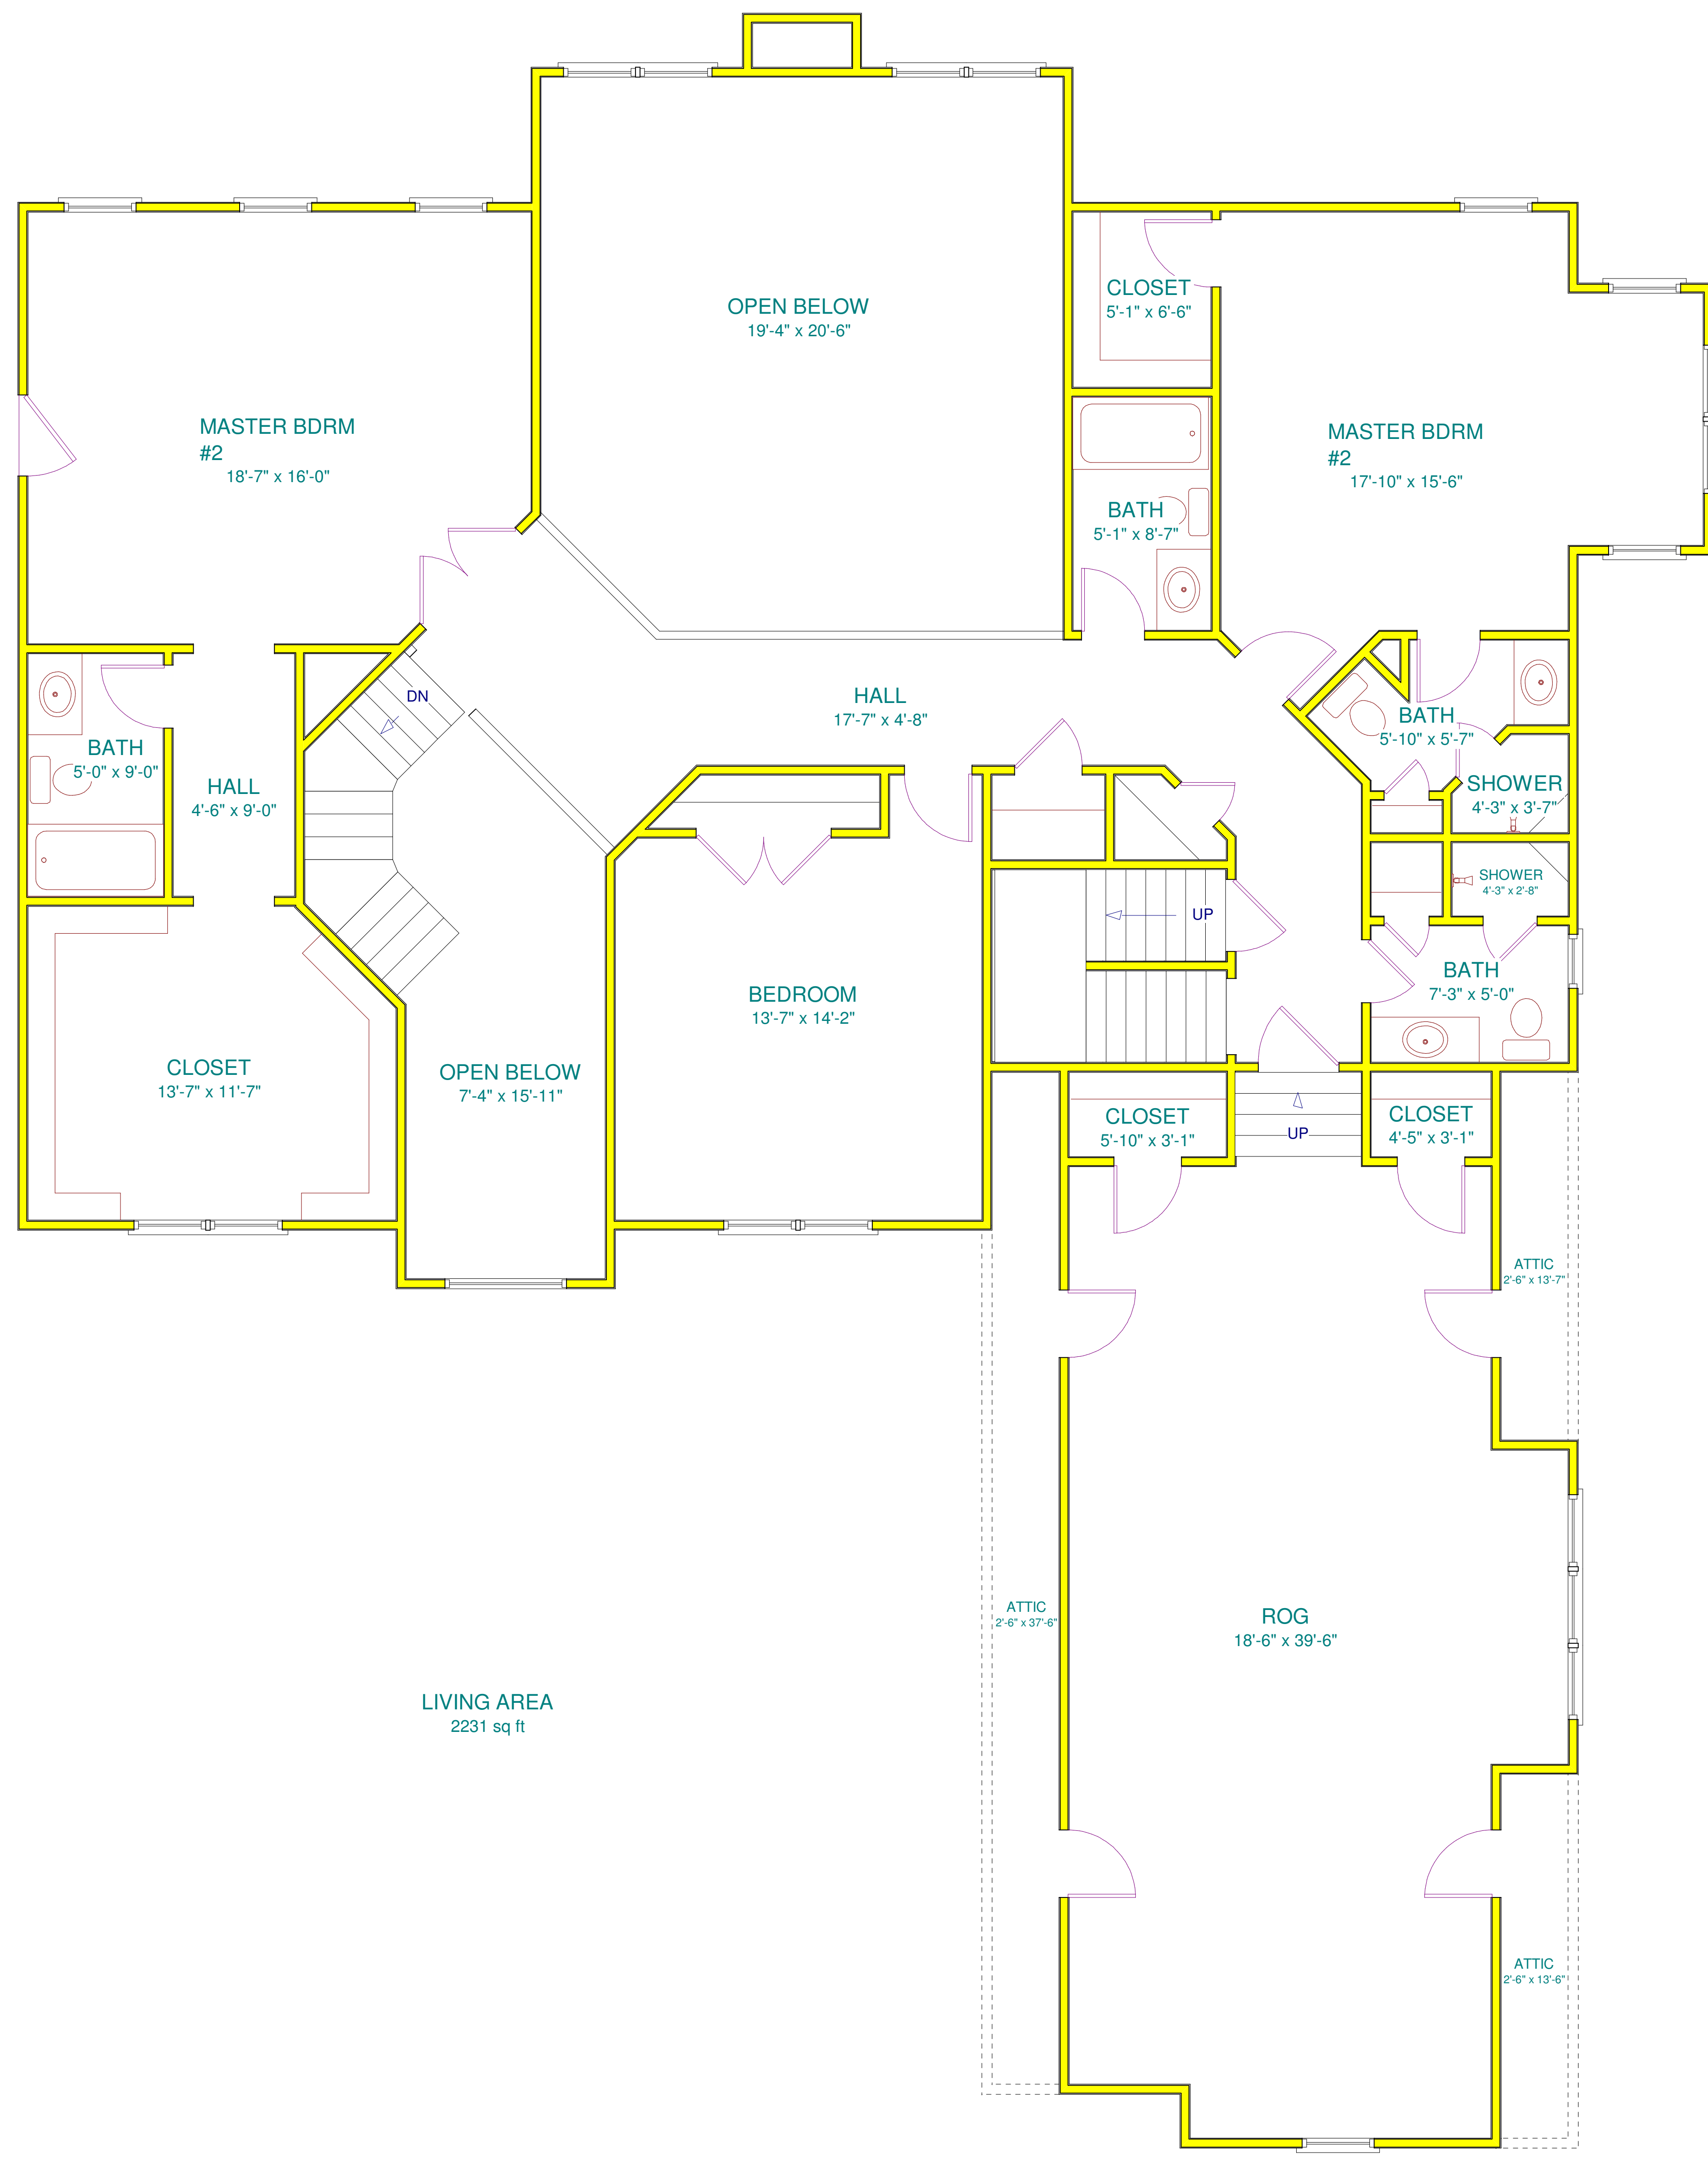 OPEN BELOW
19'-4" x 20'-6"
CLOSET
5'-1" x 6'-6"
MASTER BDRM
#2
18'-7" x 16'-0"
MASTER BDRM
#2
17'-10" x 15'-6"
BATH
5'-1" x 8'-7"
DN
HALL
17'-7" x 4'-8"
BATH
5'-10" x 5'-7"
BATH
5'-0" x 9'-0"
HALL
4'-6" x 9'-0"
SHOWER
4'-3" x 3'-7"
SHOWER
4'-3" x 2'-8"
UP
BEDROOM
13'-7" x 14'-2"
BATH
7'-3" x 5'-0"
CLOSET
13'-7" x 11'-7"
OPEN BELOW
7'-4" x 15'-11"
CLOSET
5'-10" x 3'-1"
UP
CLOSET
4'-5" x 3'-1"
ATTIC
2'-6" x 13'-7"
ATTIC
2'-6" x 37'-6"
ROG
18'-6" x 39'-6"
LIVING AREA
2231 sq ft
ATTIC
2'-6" x 13'-6"